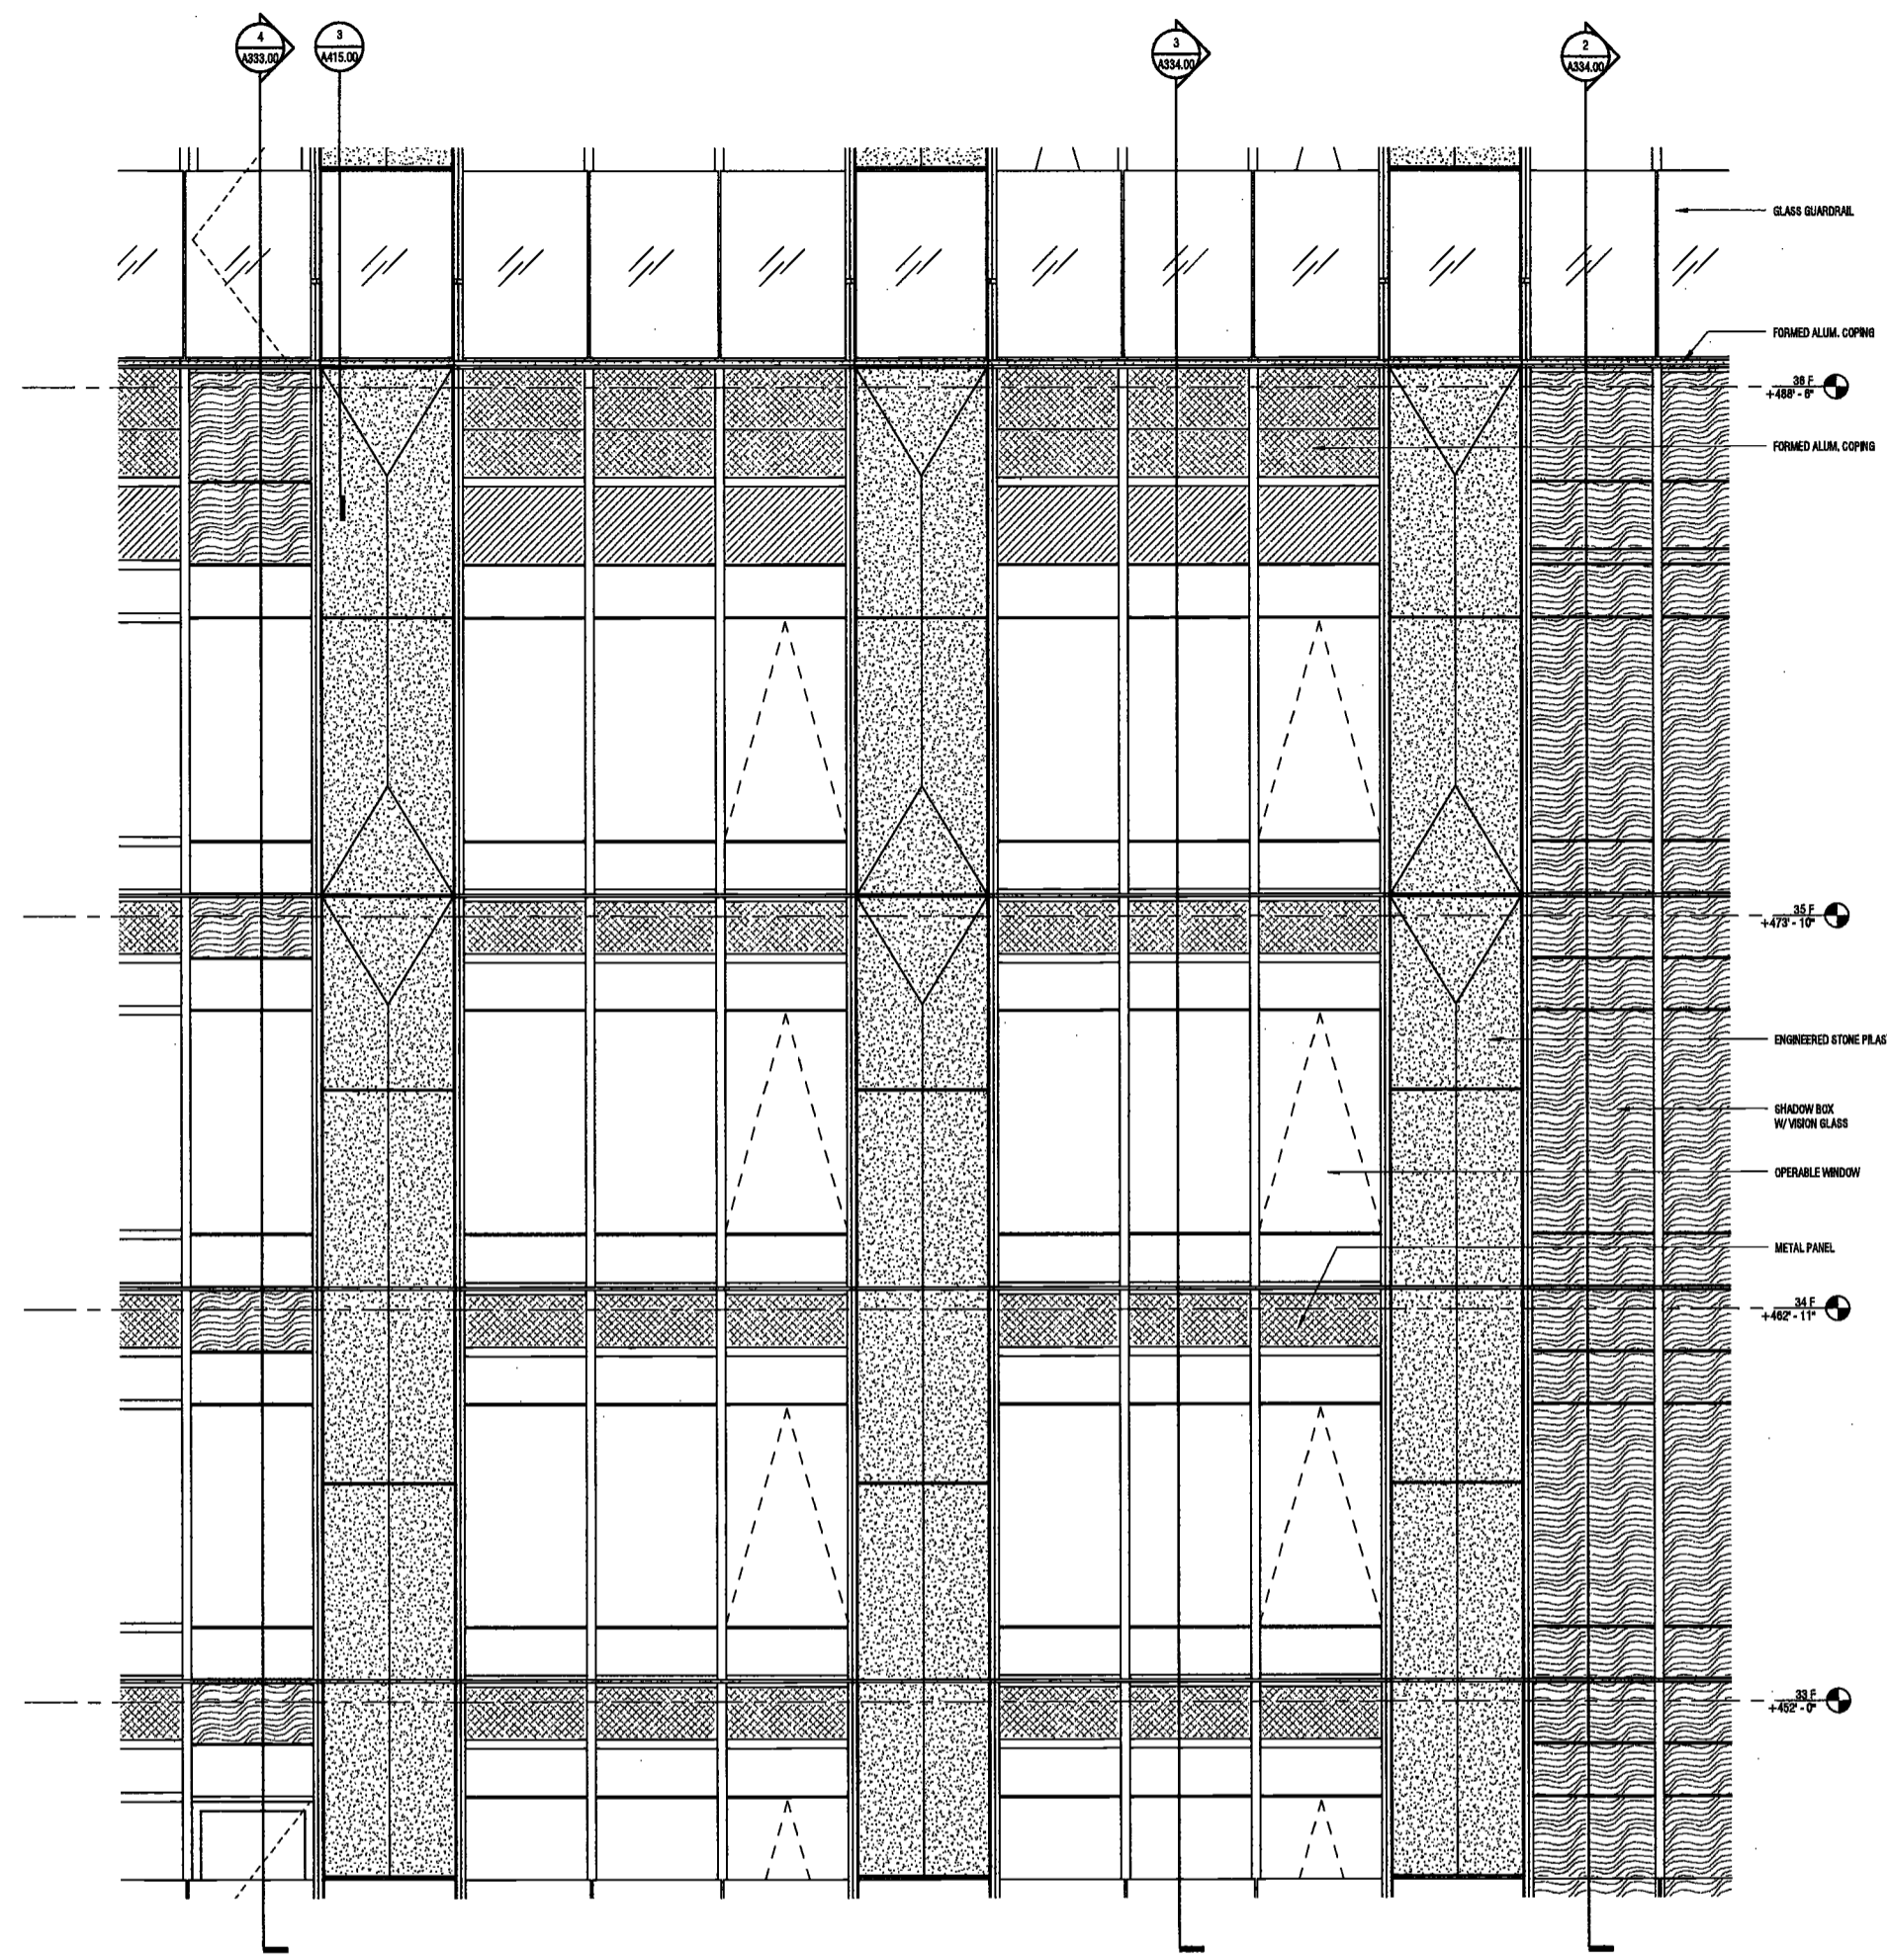 4
A333.00
3
A415.00
3
A334.00
2
A334.00
GLASS GUARDRAIL
FORMED ALUM. COPING
36 F
+488' - 6"
FORMED ALUM. COPING
35 F
+473' - 10"
ENGINEERED STONE PILAS
SHADOW BOX
W/ VISION GLASS
OPERABLE WINDOW
METAL PANEL
34 F
+462' - 11"
33 F
+452' - 0"